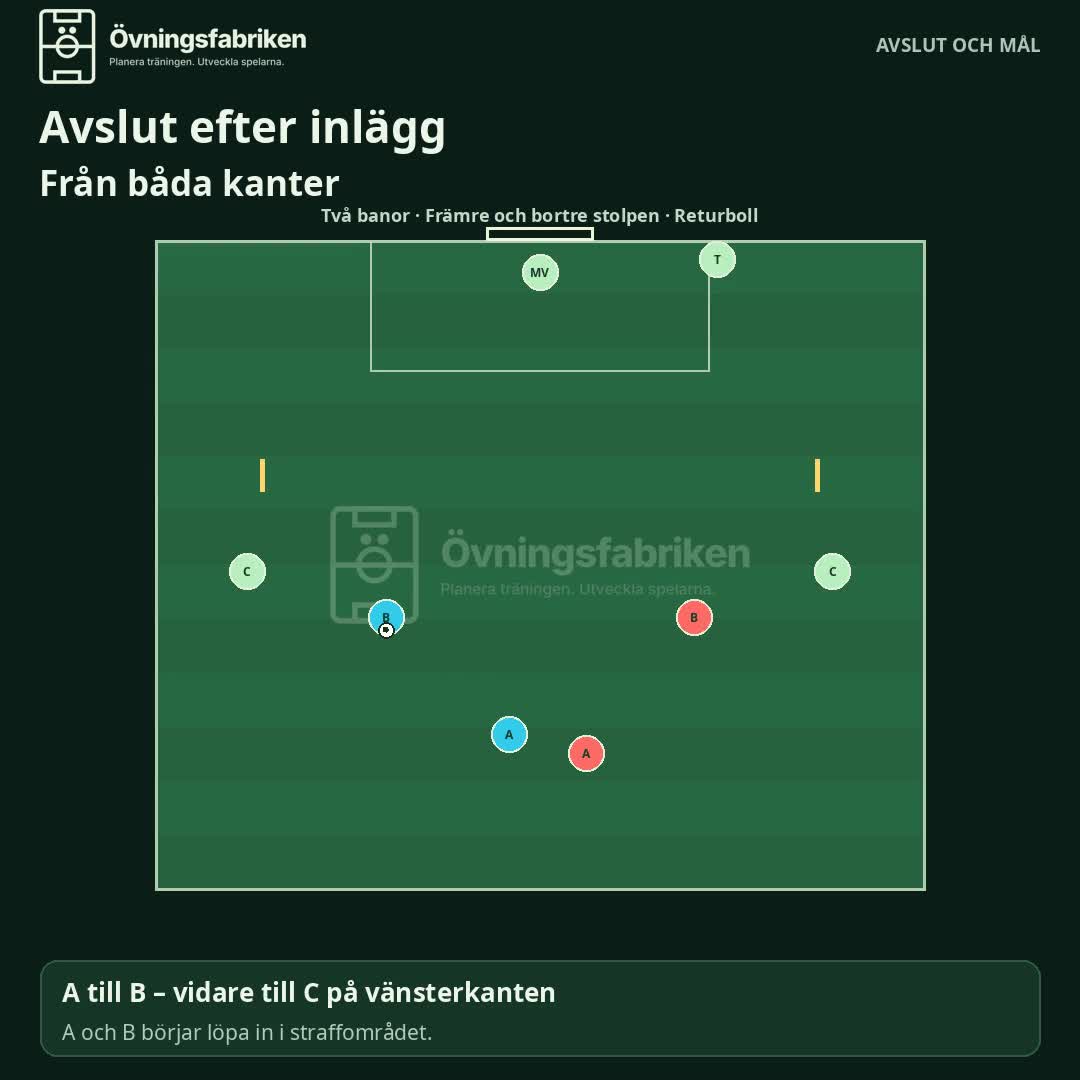 Övningsfabriken
Planera träningen. Utveckla spelarna.
AVSLUT OCH MÅL
Avslut efter inlägg
Från båda kanter
Två banor · Främre och bortre stolpen · Returboll
MV
T
Övningsfabriken
Planera träningen. Utveckla spelarna.
C
C
B
B
A
A
A till B – vidare till C på vänsterkanten
A och B börjar löpa in i straffområdet.